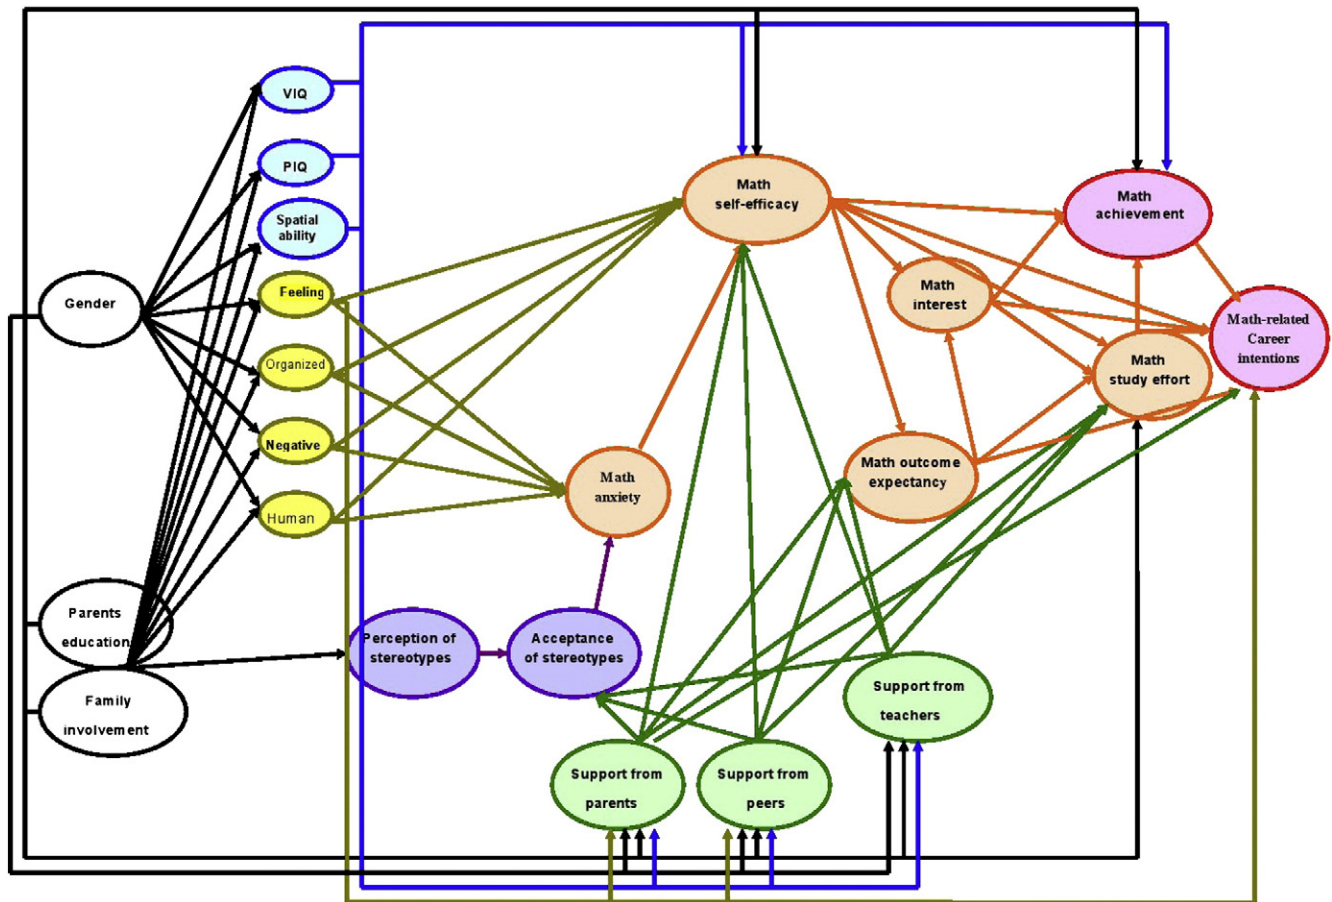 VIQ
PIQ
Spatial
ability
Feeling
Organized
Negative
Human
Gender
Parents
education
Family
involvement
Perception of
stereotypes
Acceptance
of stereotypes
Math
anxiety
Math
self-efficacy
Math
interest
Math outcome
expectancy
Math
achievement
Math
study effort
Math-related
Career
intentions
Support from
parents
Support from
peers
Support from
teachers